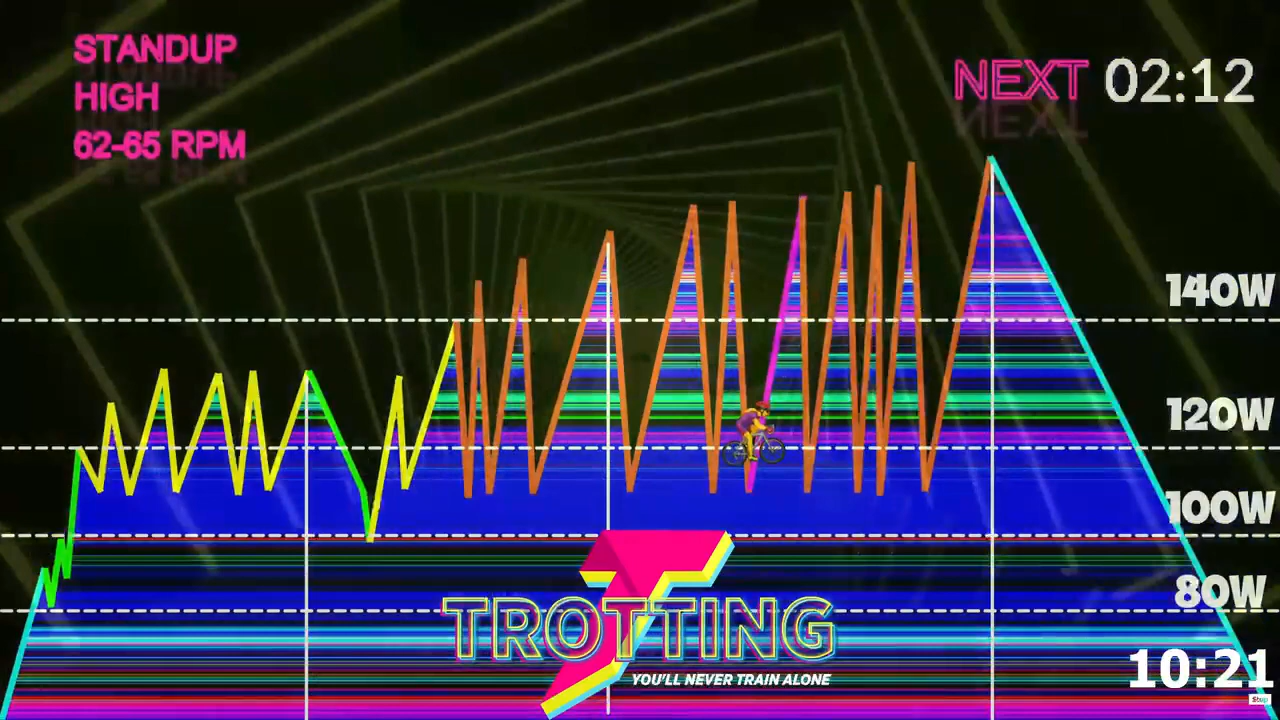 STANDUP
HIGH
62-65 RPM
NEXT 02:12
140W
120W
100W
80W
TROTTING
YOU'LL NEVER TRAIN ALONE
10:21